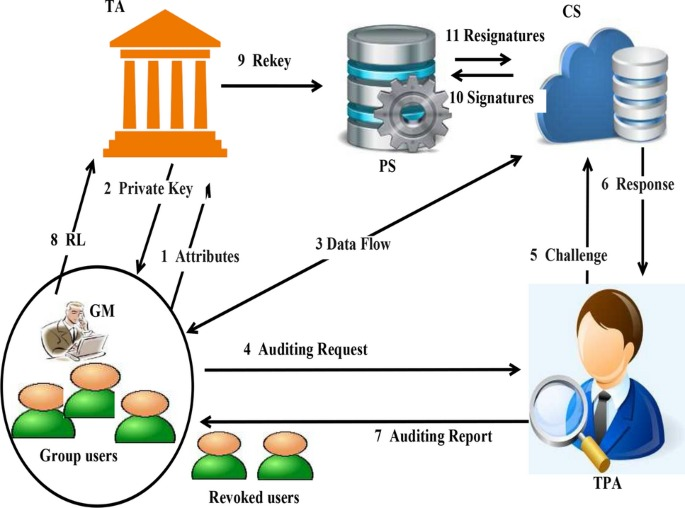 TA
CS
9 Rekey
11 Resignatures
10 Signatures
PS
2 Private Key
6 Response
8 RL
1 Attributes
3 Data Flow
5 Challenge
GM
4 Auditing Request
7 Auditing Report
Group users
Revoked users
TPA